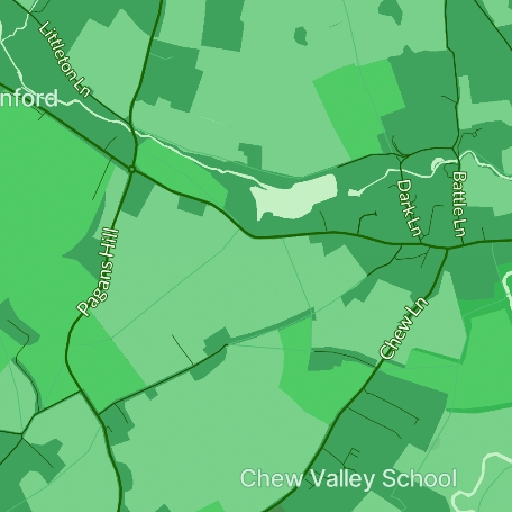 Littleton Ln
nford
Dark Ln
Battle Ln
Pagans Hill
Chew Ln
Chew Valley School